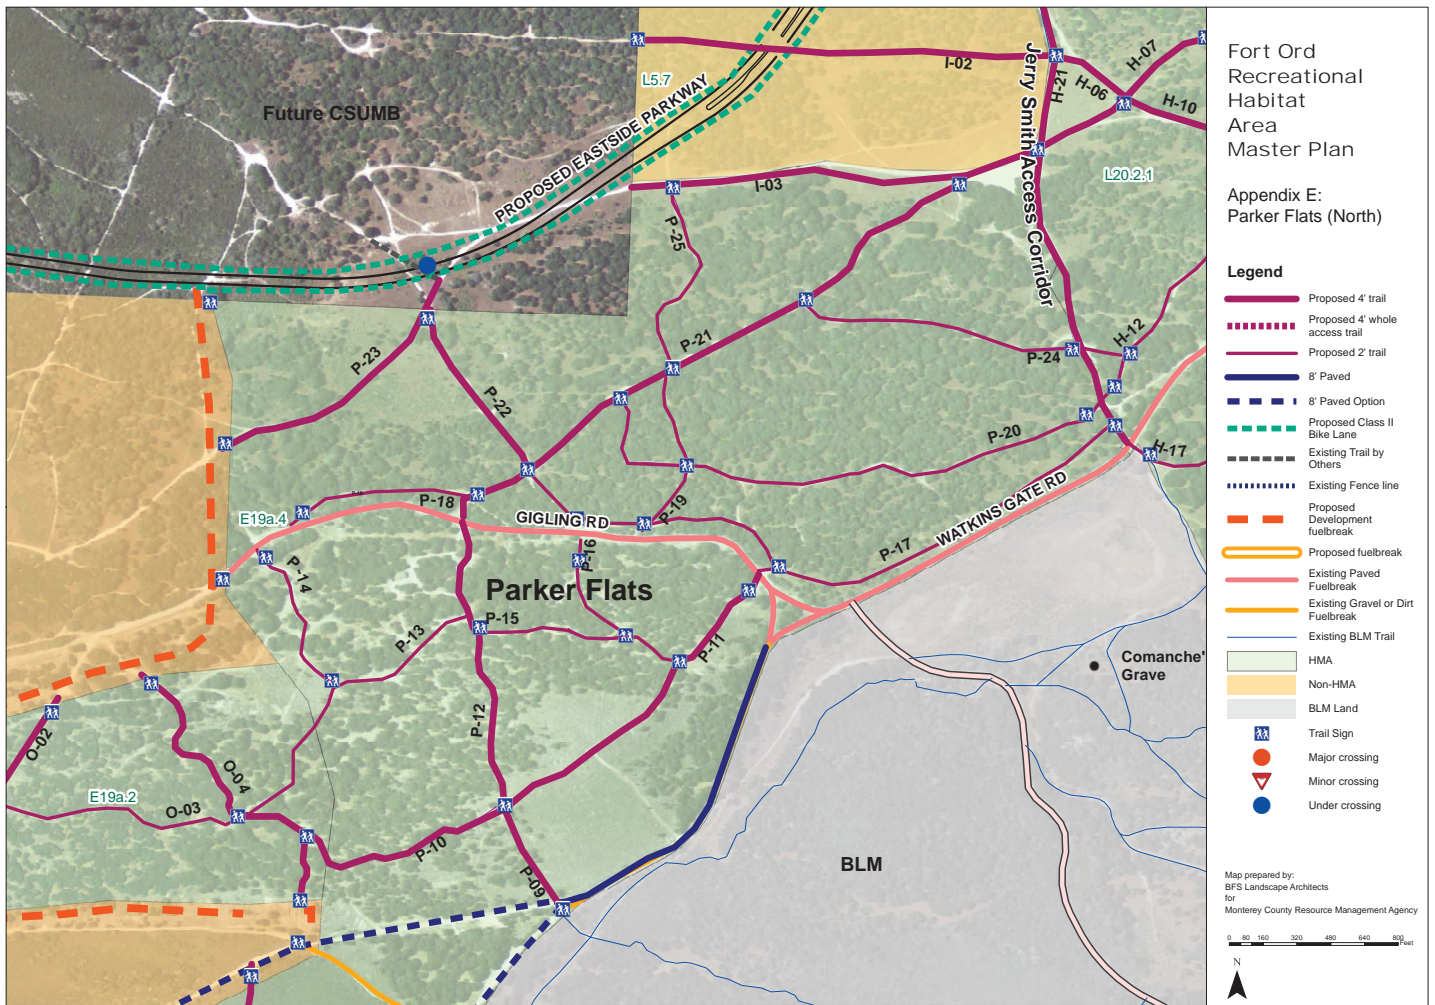 Fort Ord
Recreational
Habitat
Area
Master Plan
Appendix E:
Parker Flats (North)
Legend
Proposed 4' trail
Proposed 4' whole
access trail
Proposed 2' trail
8' Paved
8' Paved Option
Proposed Class II
Bike Lane
Existing Trail by
Others
Existing Fence line
Proposed
Development
fuelbreak
Proposed fuelbreak
Existing Paved
Fuelbreak
Existing Gravel or Dirt
Fuelbreak
Existing BLM Trail
HMA
Non-HMA
BLM Land
Trail Sign
Major crossing
Minor crossing
Under crossing
Map prepared by:
BFS Landscape Architects
for
Monterey County Resource Management Agency
0 80 160 320 480 640 800
Feet
N
Future CSUMB
L5.7
PROPOSED EASTSIDE PARKWAY
I-02
H-21
H-06
H-07
H-10
Jerry Smith Access Corridor
L20.2.1
I-03
P-25
P-21
P-23
P-22
P-24
H-12
P-20
H-17
P-18
E19a.4
GIGLING RD
P-19
P-16
P-17
WATKINS GATE RD
P-14
Parker Flats
P-15
P-13
P-11
P-12
Comanche'
Grave
O-02
O-04
O-03
E19a.2
P-10
P-09
BLM